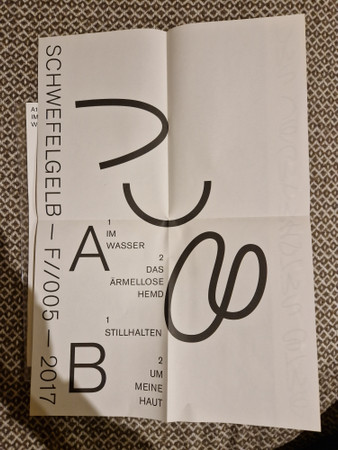 SCHWEFELGELB — F//005 — 2017
A
1
IM
WASSER
2
DAS
ÄRMELLOSE
HEMD
B
1
STILLHALTEN
2
UM
MEINE
HAUT